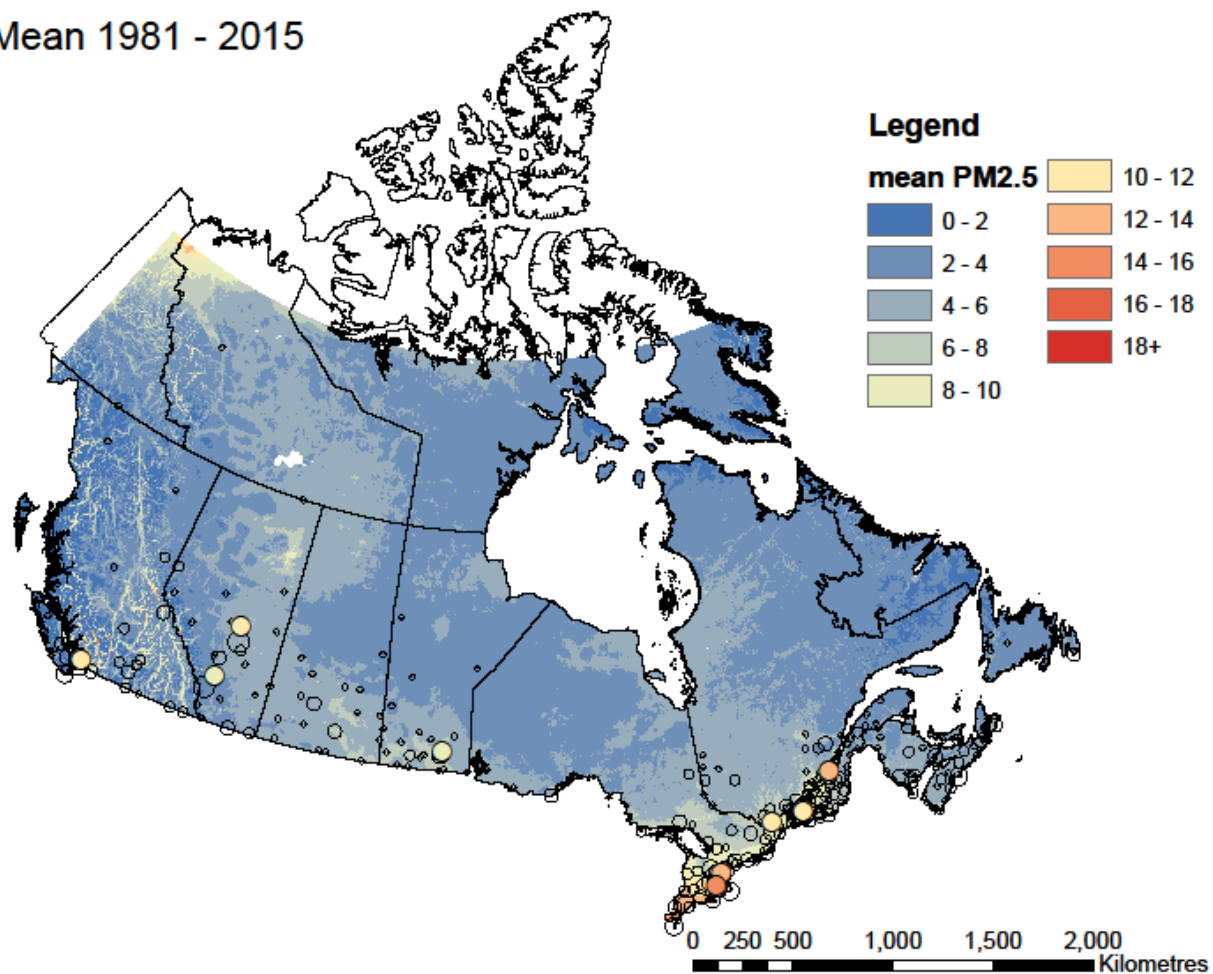 Mean 1981 - 2015
Legend
mean PM2.5
0 - 2
2 - 4
4 - 6
6 - 8
8 - 10
10 - 12
12 - 14
14 - 16
16 - 18
18+
0 250 500 1,000 1,500 2,000
Kilometres